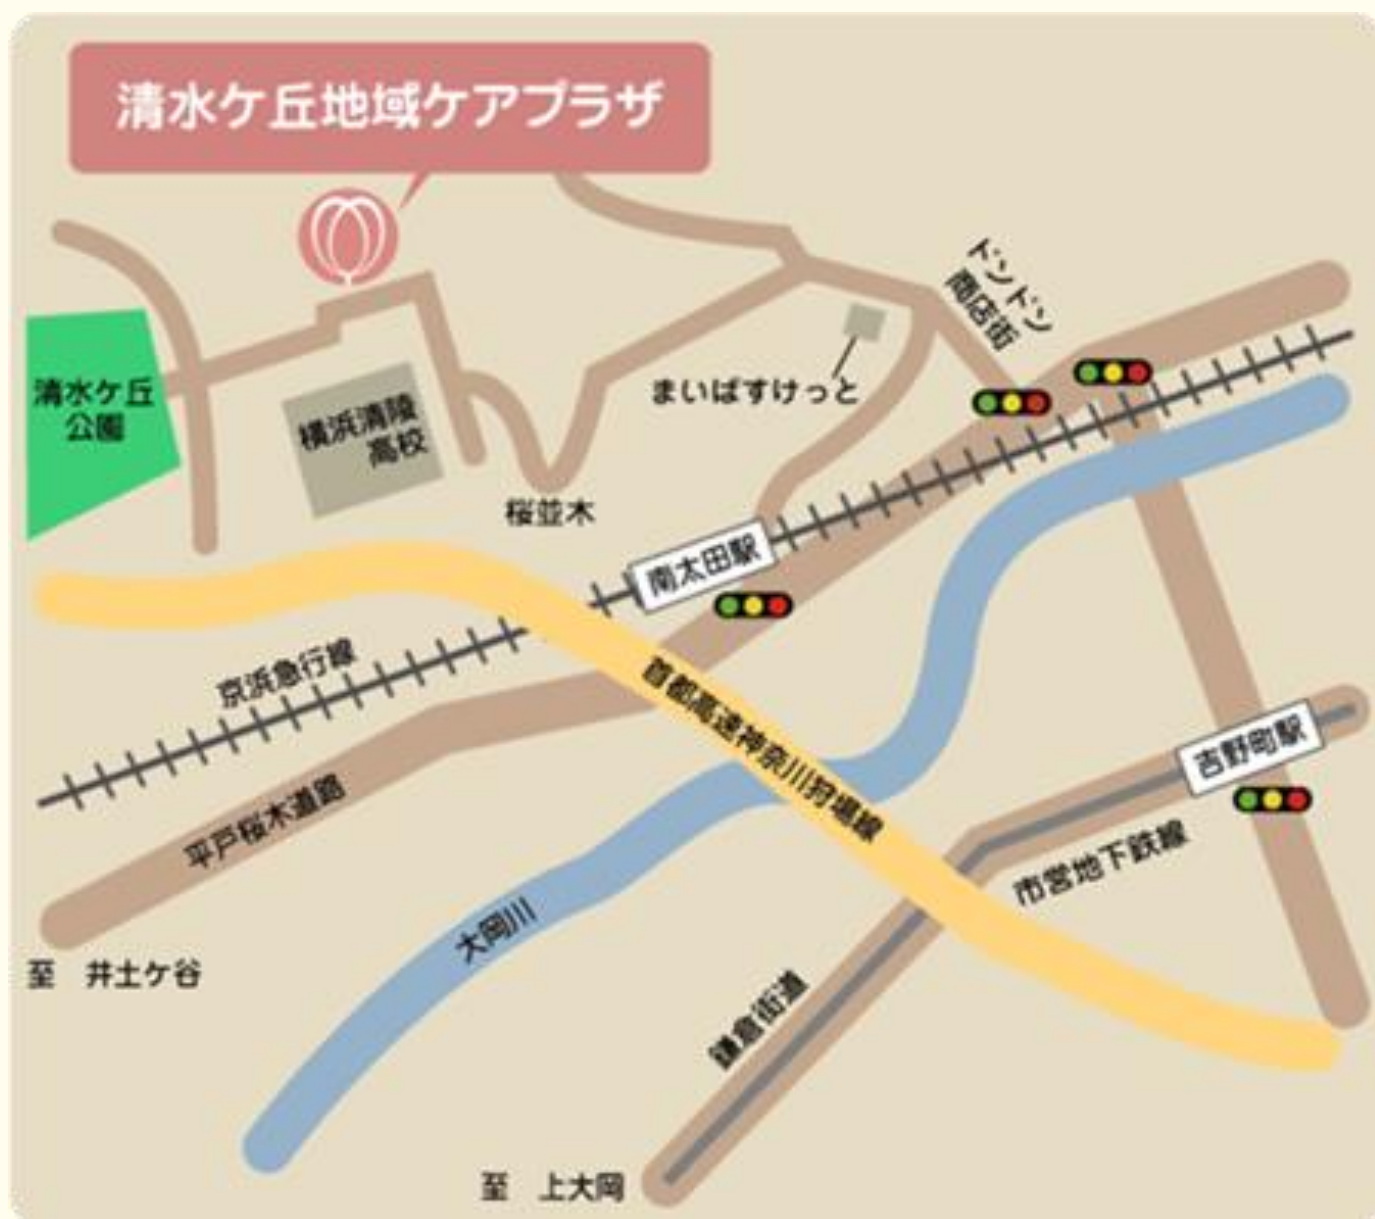 清水ケ丘地域ケアプラザ
ドンドン
商店街
清水ケ丘
公園
横浜清陵
高校
まいばすけっと
桜並木
南太田駅
京浜急行線
首都高速神奈川狩場線
吉野町駅
平戸桜木道路
市営地下鉄線
大岡川
至 井土ケ谷
鎌倉街道
至 上大岡